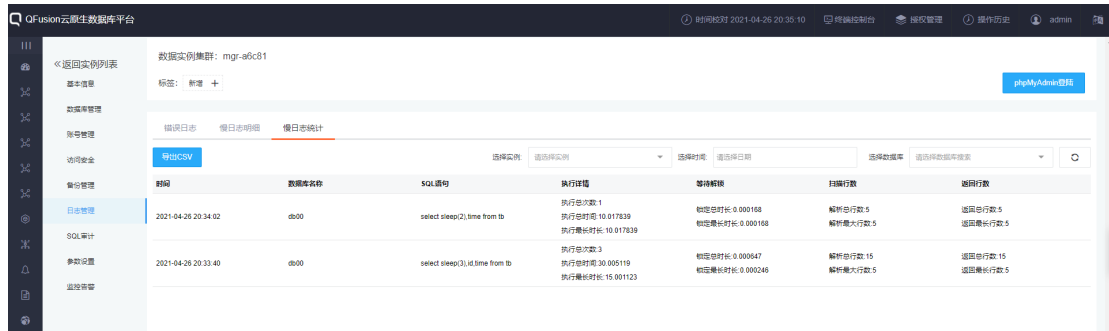 QFusion云原生数据库平台
时间校对 2021-04-26 20:35:10
终端控制台
授权管理
操作历史
admin
«返回实例列表
基本信息
数据库管理
账号管理
访问安全
备份管理
日志管理
SQL审计
参数设置
监控告警
数据实例集群：mgr-a6c81
标签： 新增 +
phpMyAdmin登陆
错误日志 慢日志明细 慢日志统计
导出CSV 选择实例: 请选择实例 选择时间: 请选择日期 选择数据库 请选择数据库搜索
时间 数据库名称 SQL语句 执行详情 等待解锁 扫描行数 返回行数
2021-04-26 20:34:02 db00 select sleep(2),time from tb
执行总次数:1
执行总时间:10.017839
执行最长时长:10.017839
锁定总时长:0.000168
锁定最长时长:0.000168
解析总行数:5
解析最大行数:5
返回总行数:5
返回最长行数:5
2021-04-26 20:33:40 db00 select sleep(3),id,time from tb
执行总次数:3
执行总时间:30.005119
执行最长时长:15.001123
锁定总时长:0.000647
锁定最长时长:0.000246
解析总行数:15
解析最大行数:5
返回总行数:15
返回最长行数:5